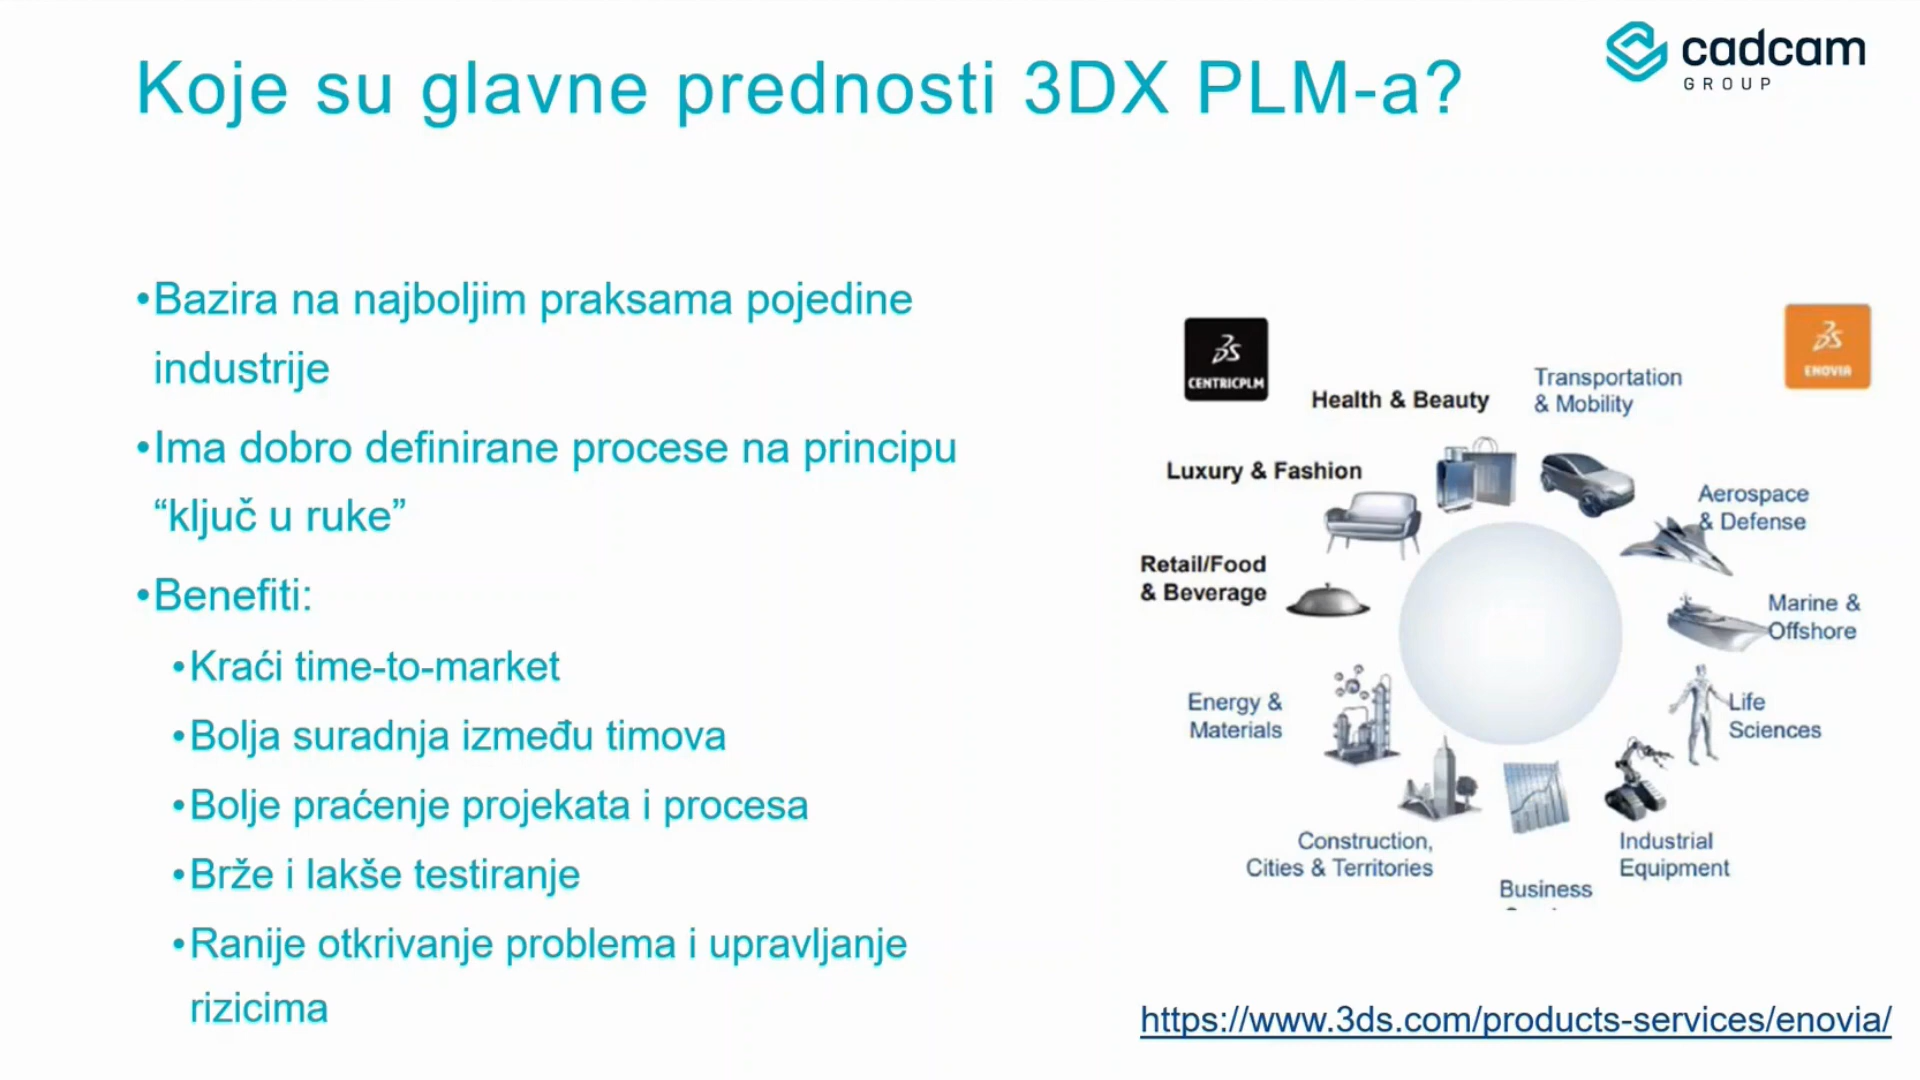 cadcam
GROUP
Koje su glavne prednosti 3DX PLM-a?
•Bazira na najboljim praksama pojedine
industrije
•Ima dobro definirane procese na principu
“ključ u ruke”
•Benefiti:
•Kraći time-to-market
•Bolja suradnja između timova
•Bolje praćenje projekata i procesa
•Brže i lakše testiranje
•Ranije otkrivanje problema i upravljanje
rizicima
3DS
CENTRICPLM
3DS
ENOVIA
Health & Beauty
Transportation
& Mobility
Luxury & Fashion
Aerospace
& Defense
Retail/Food
& Beverage
Marine &
Offshore
Energy &
Materials
Life
Sciences
Construction,
Cities & Territories
Industrial
Equipment
Business
https://www.3ds.com/products-services/enovia/